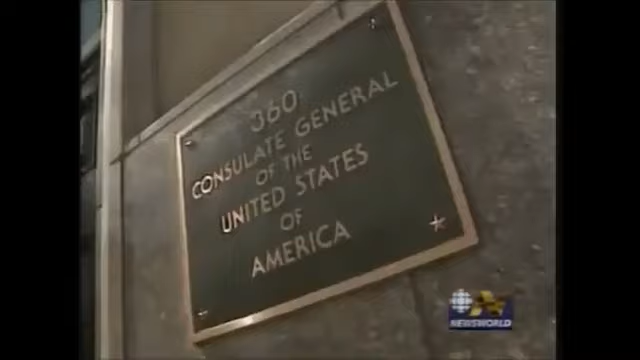 360
CONSULATE GENERAL
OF THE
UNITED STATES
OF
AMERICA
NEWSWORLD